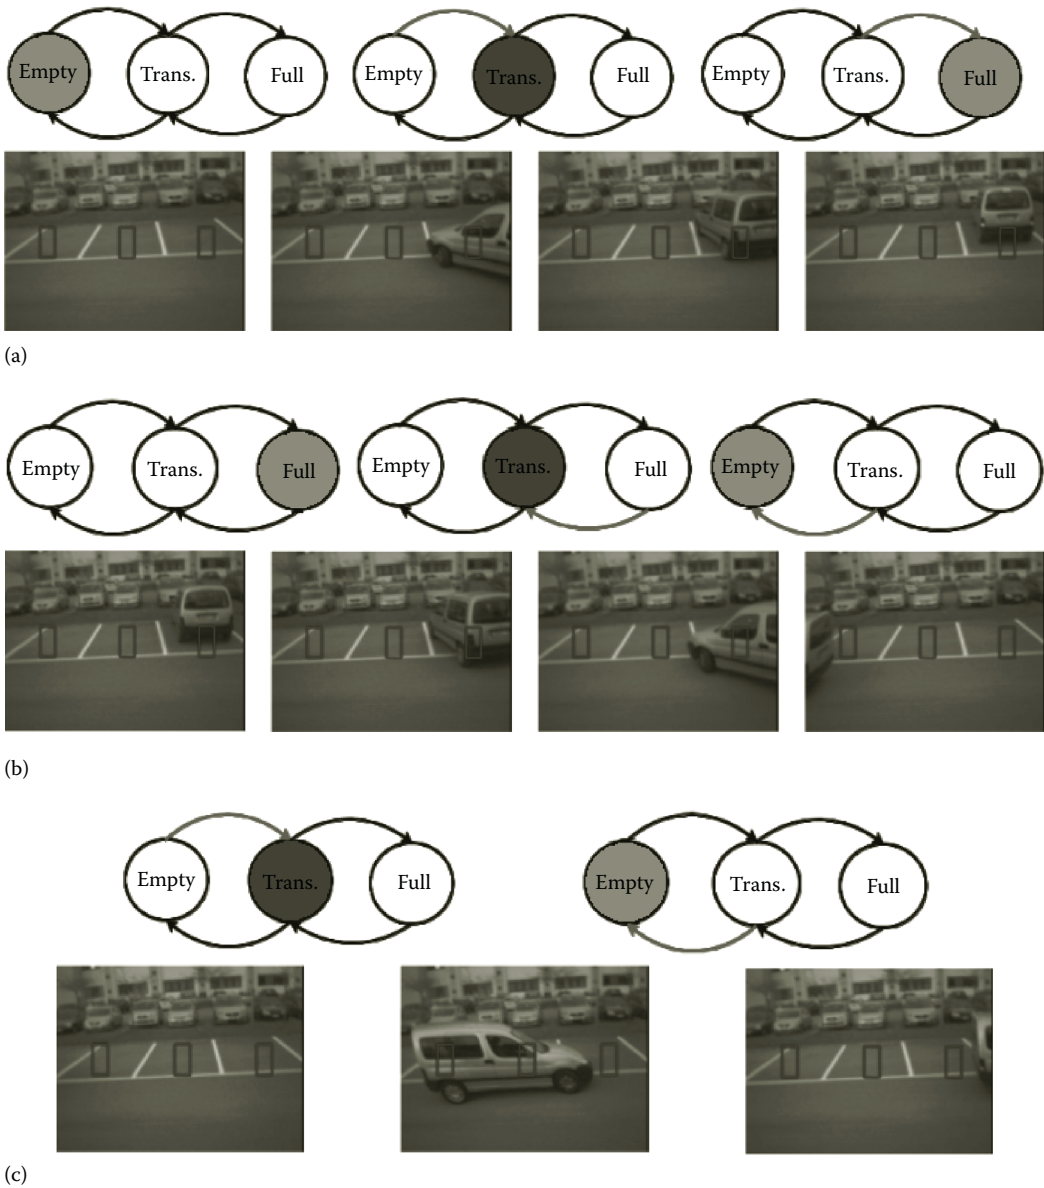 Empty Trans. Full Empty Trans. Full Empty Trans. Full
(a)
Empty Trans. Full Empty Trans. Full Empty Trans. Full
(b)
Empty Trans. Full Empty Trans. Full
(c)